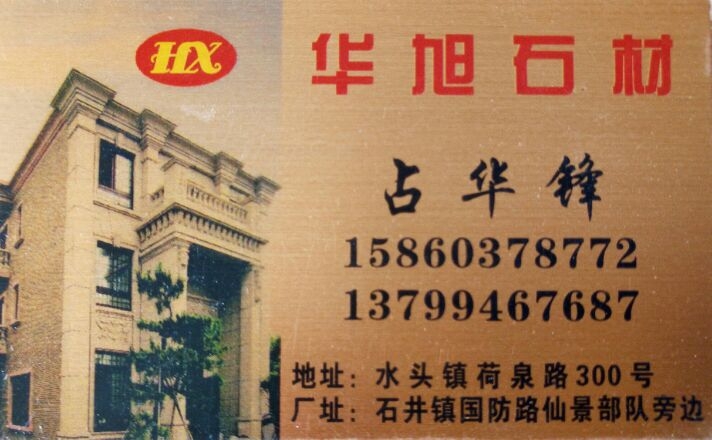 HX 华旭石材
占华锋
15860378772
13799467687
地址：水头镇荷泉路300号
厂址：石井镇国防路仙景部队旁边